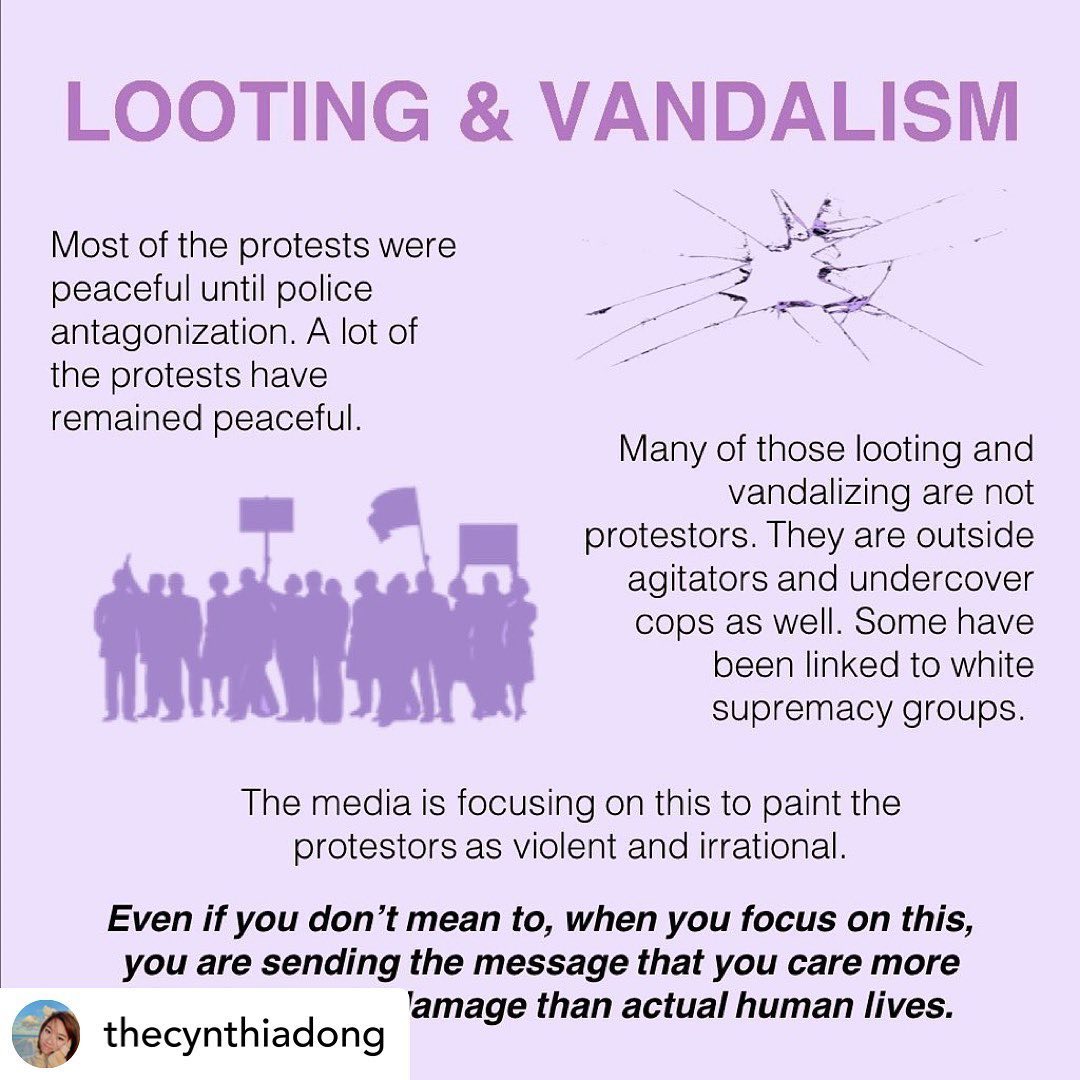 LOOTING & VANDALISM
Most of the protests were
peaceful until police
antagonization. A lot of
the protests have
remained peaceful.
Many of those looting and
vandalizing are not
protestors. They are outside
agitators and undercover
cops as well. Some have
been linked to white
supremacy groups.
The media is focusing on this to paint the
protestors as violent and irrational.
Even if you don't mean to, when you focus on this,
you are sending the message that you care more
than actual human lives.
thecynthiadong